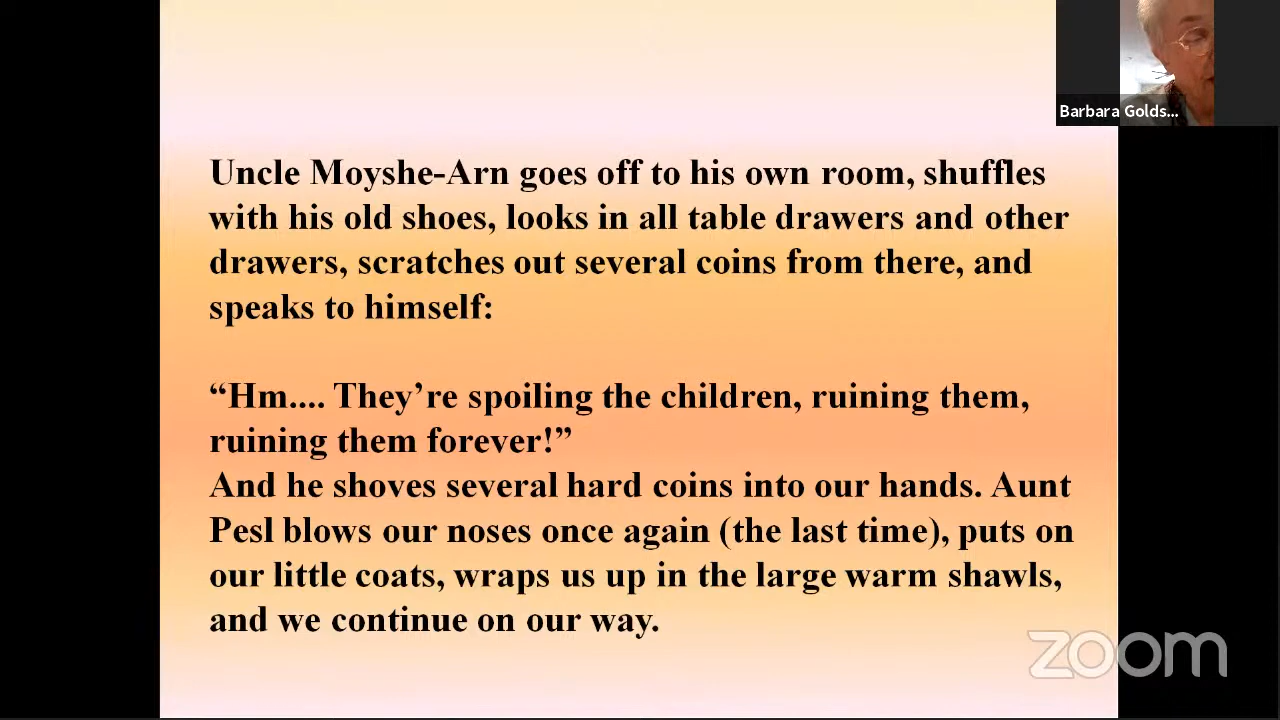 Barbara Golds...
Uncle Moyshe-Arn goes off to his own room, shuffles
with his old shoes, looks in all table drawers and other
drawers, scratches out several coins from there, and
speaks to himself:
“Hm.... They’re spoiling the children, ruining them,
ruining them forever!”
And he shoves several hard coins into our hands. Aunt
Pesl blows our noses once again (the last time), puts on
our little coats, wraps us up in the large warm shawls,
and we continue on our way.
zoom